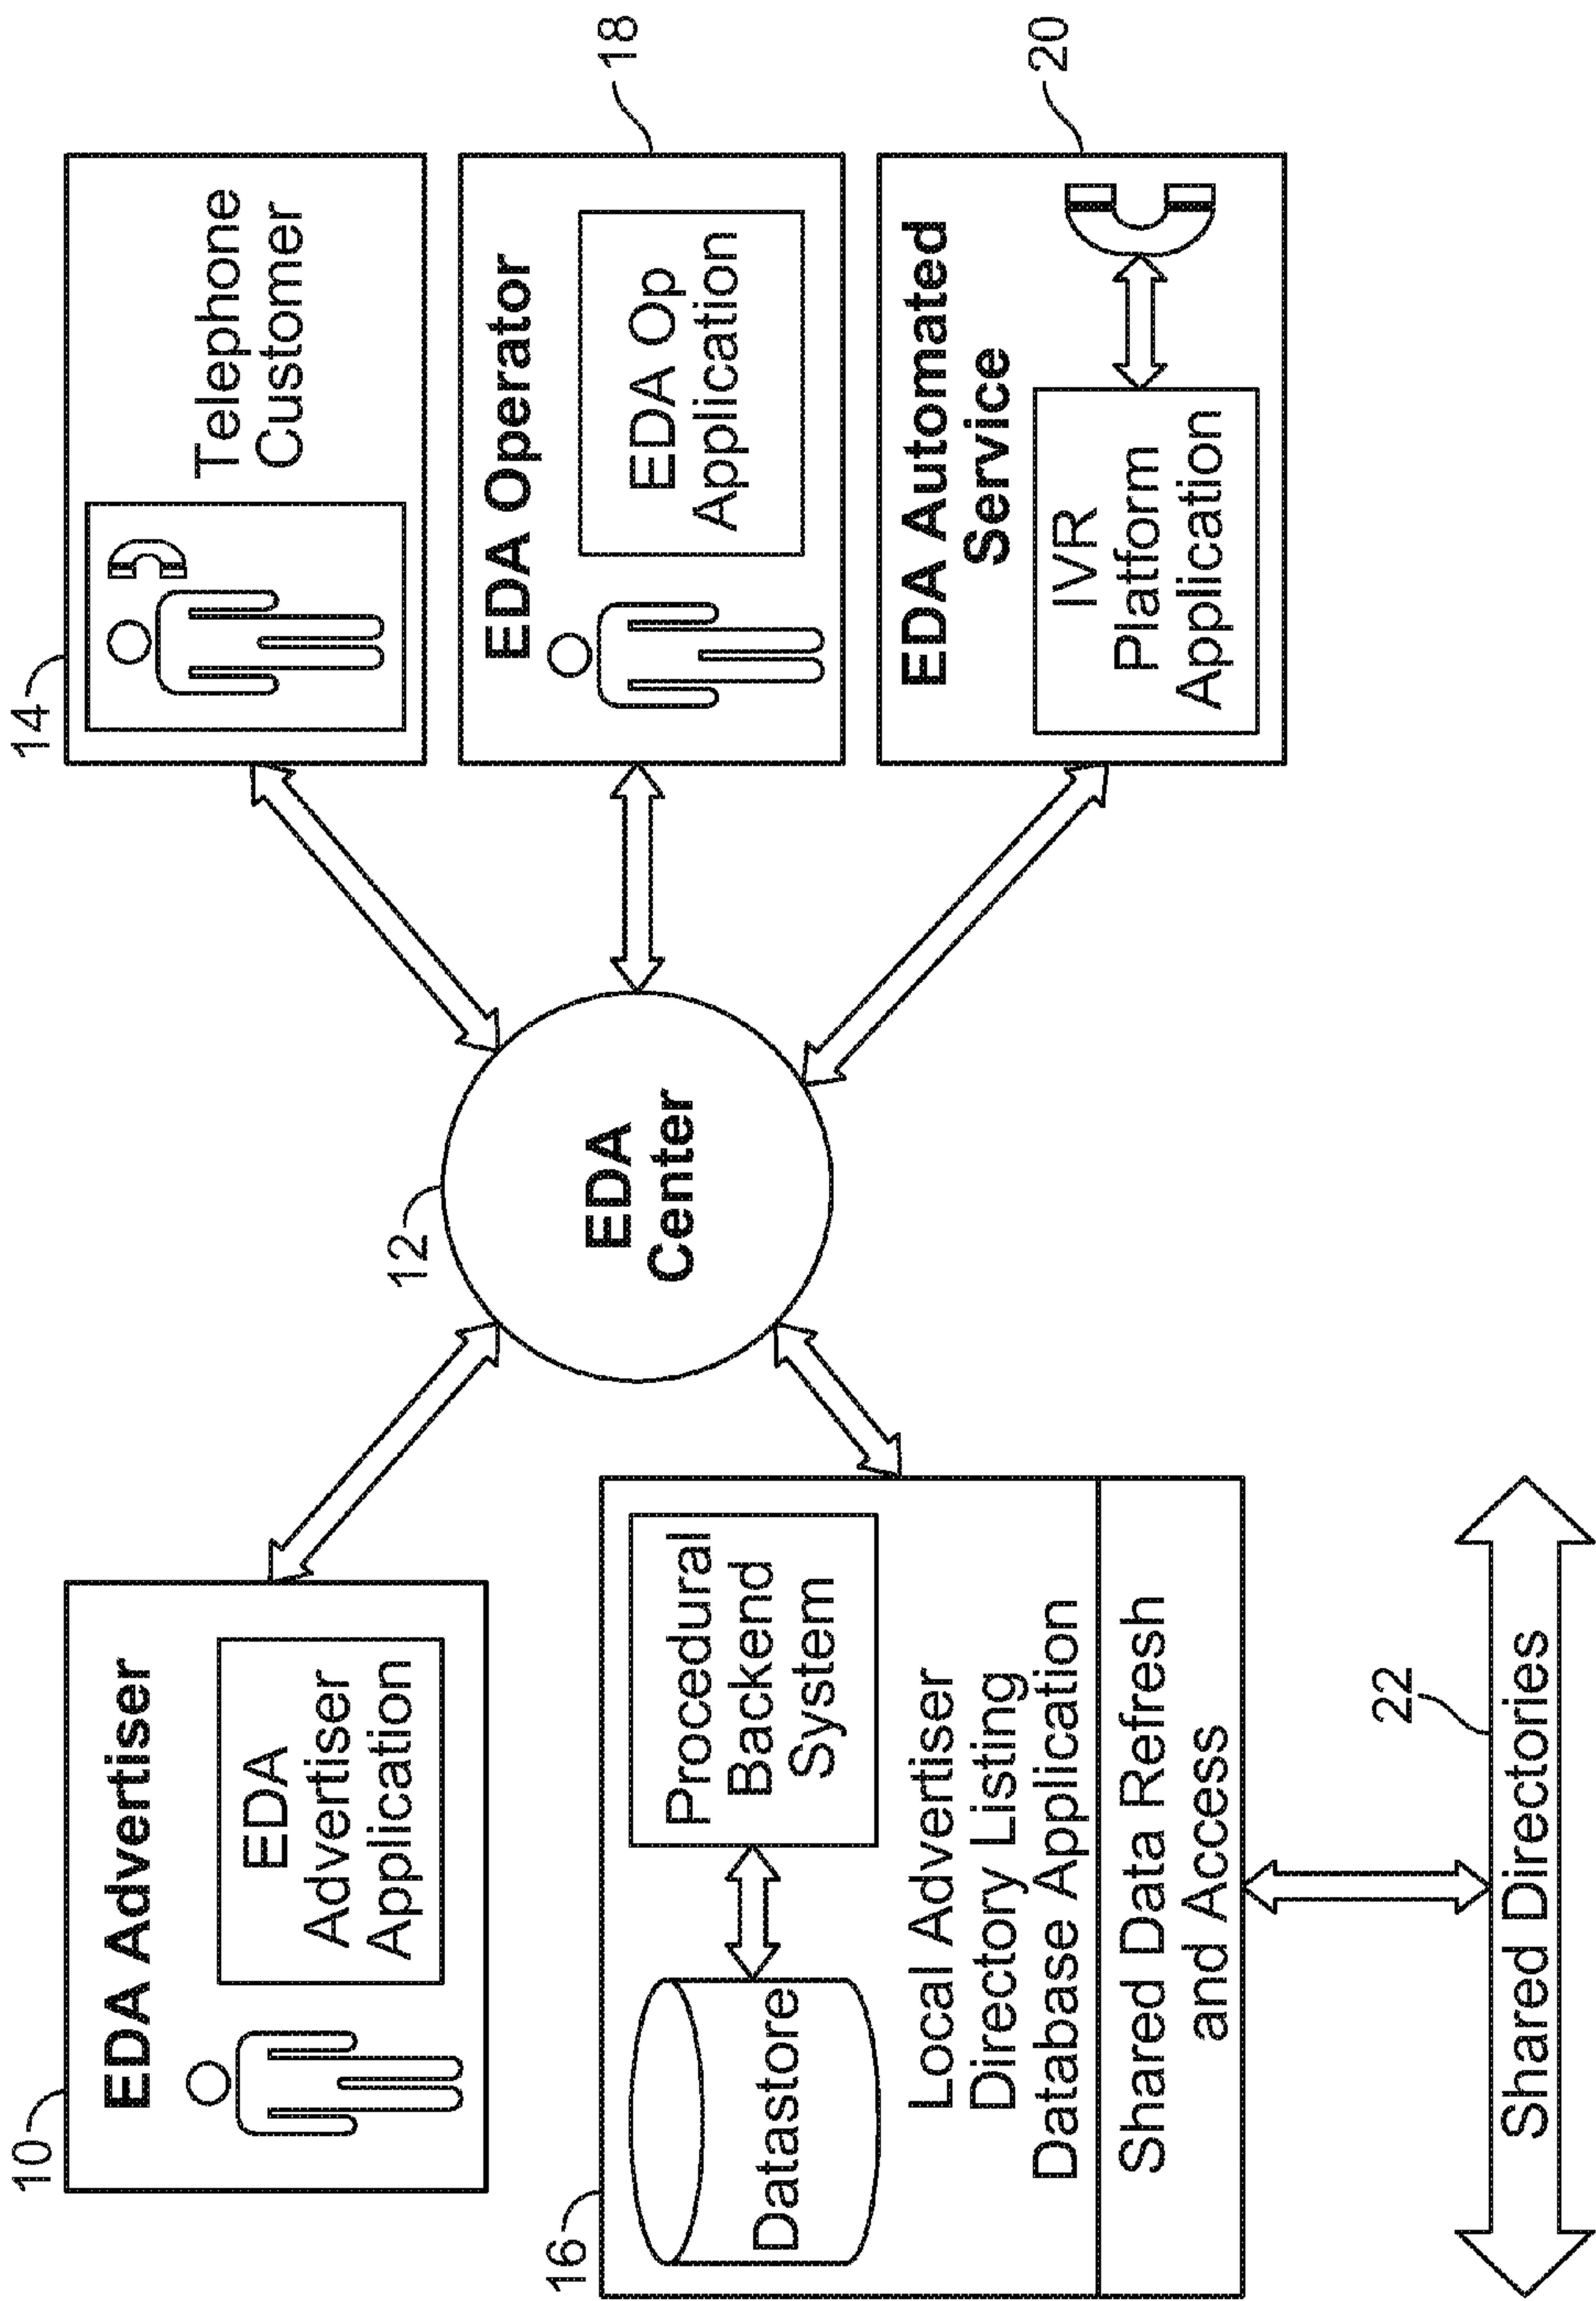 10
EDA Advertiser
EDA
Advertiser
Application
12
EDA
Center
14
Telephone
Customer
EDA Operator
EDA Op
Application
18
EDA Automated
Service
IVR
Platform
Application
20
16
Datastore
Procedural
Backend
System
Local Advertiser
Directory Listing
Database Application
Shared Data Refresh
and Access
22
Shared Directories